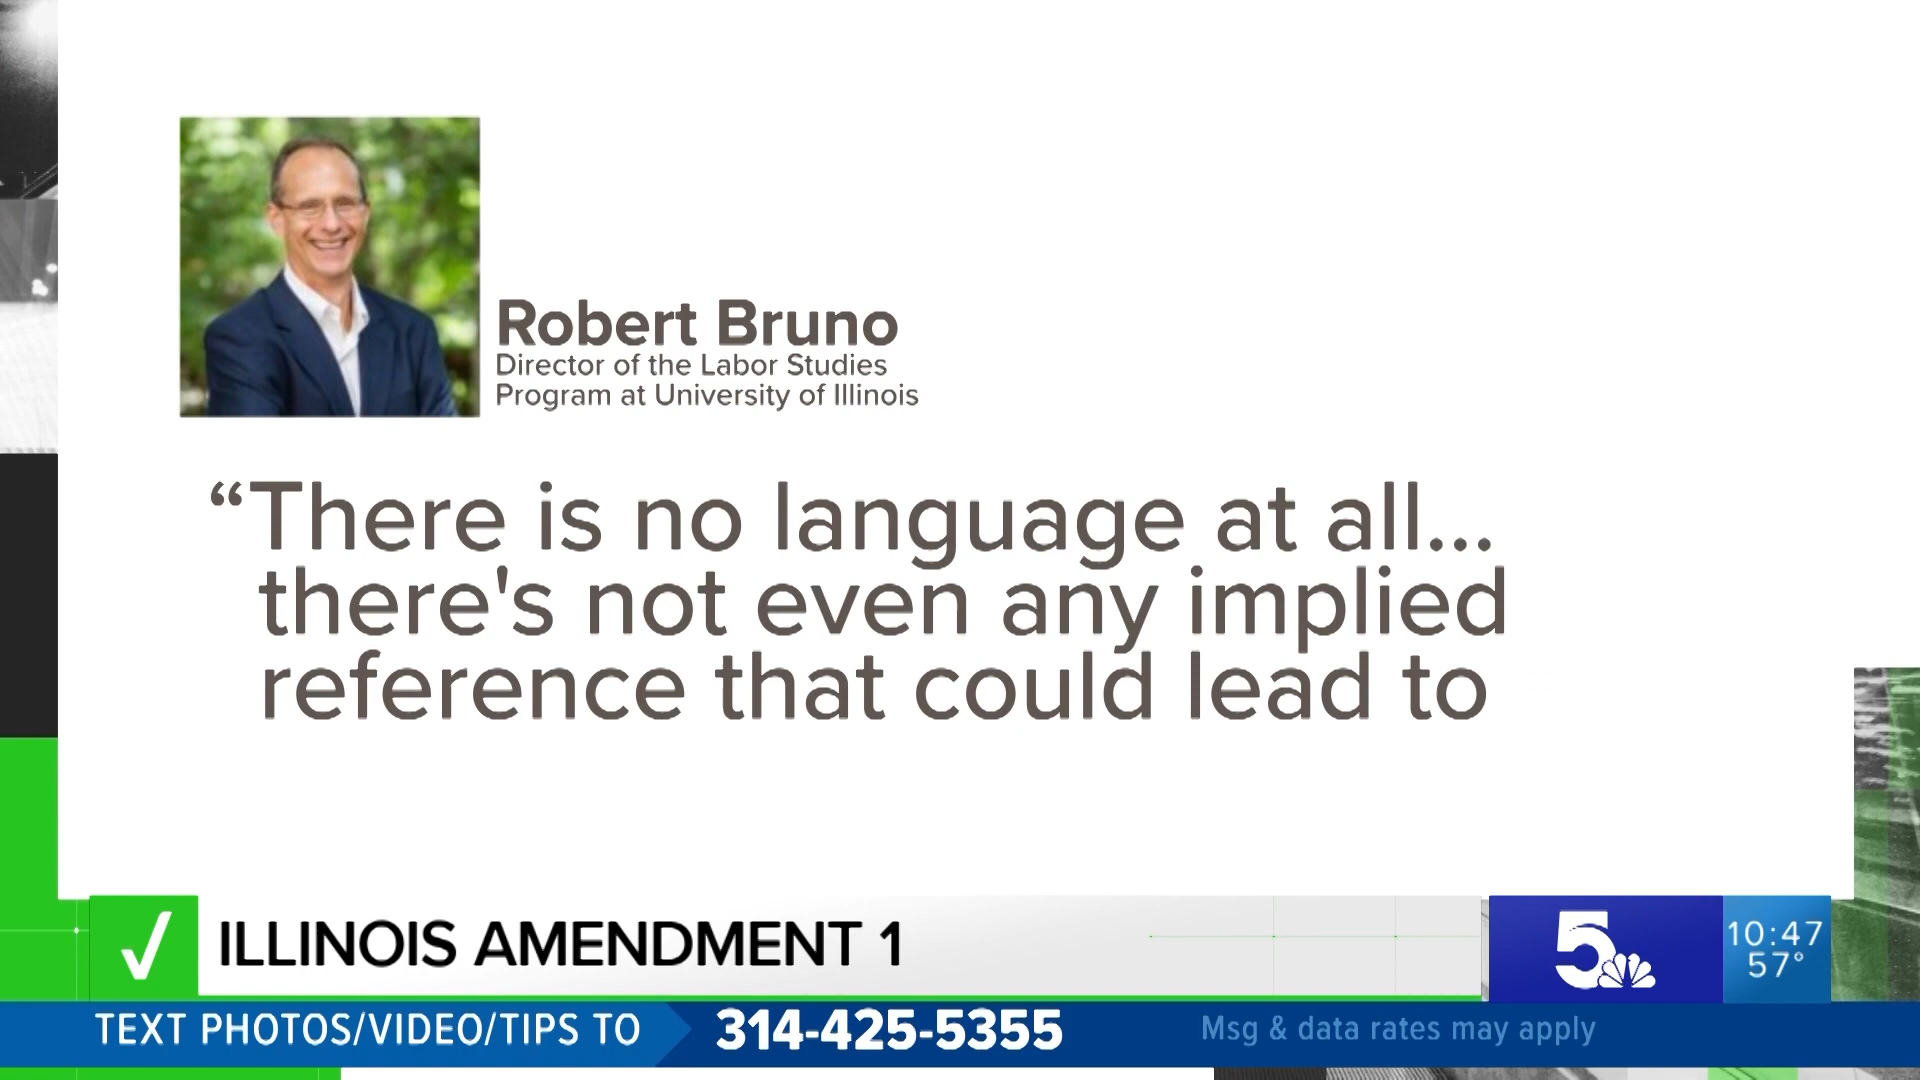 Robert Bruno
Director of the Labor Studies
Program at University of Illinois
“There is no language at all...
there's not even any implied
reference that could lead to
ILLINOIS AMENDMENT 1
5
10:47
57°
TEXT PHOTOS/VIDEO/TIPS TO
314-425-5355
Msg & data rates may apply